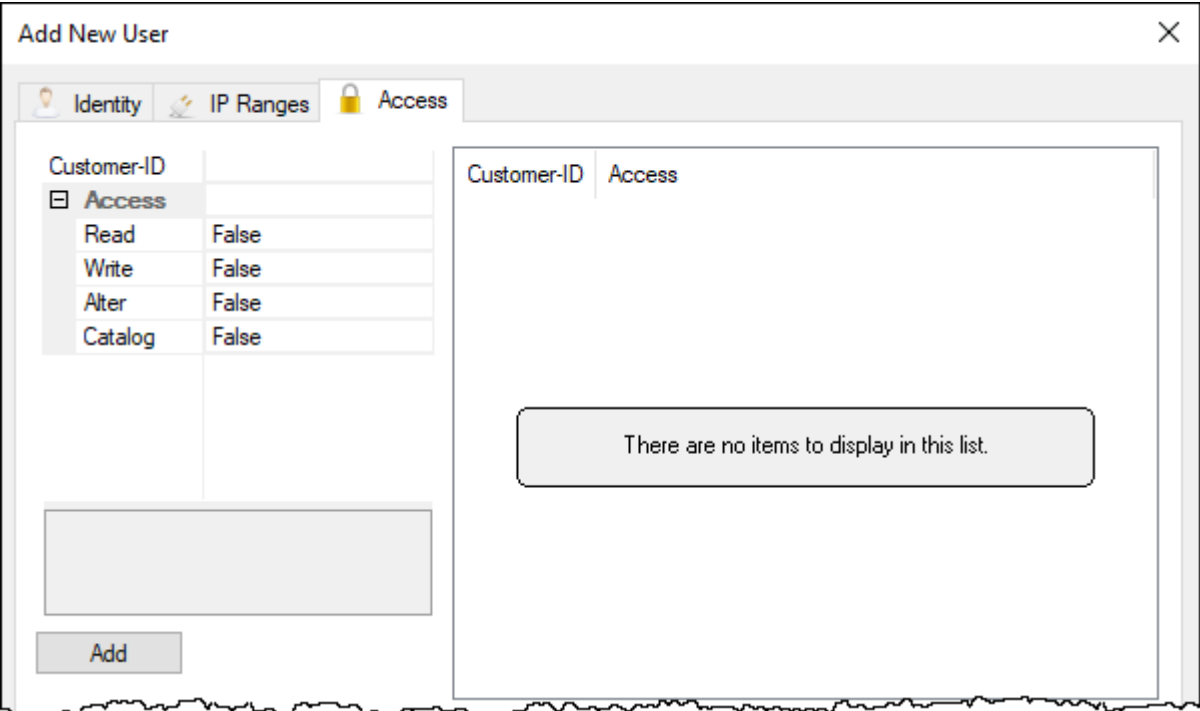 Add New User
Identity IP Ranges Access
Customer-ID
Access
Read False
Write False
Alter False
Catalog False
Add
Customer-ID Access
There are no items to display in this list.